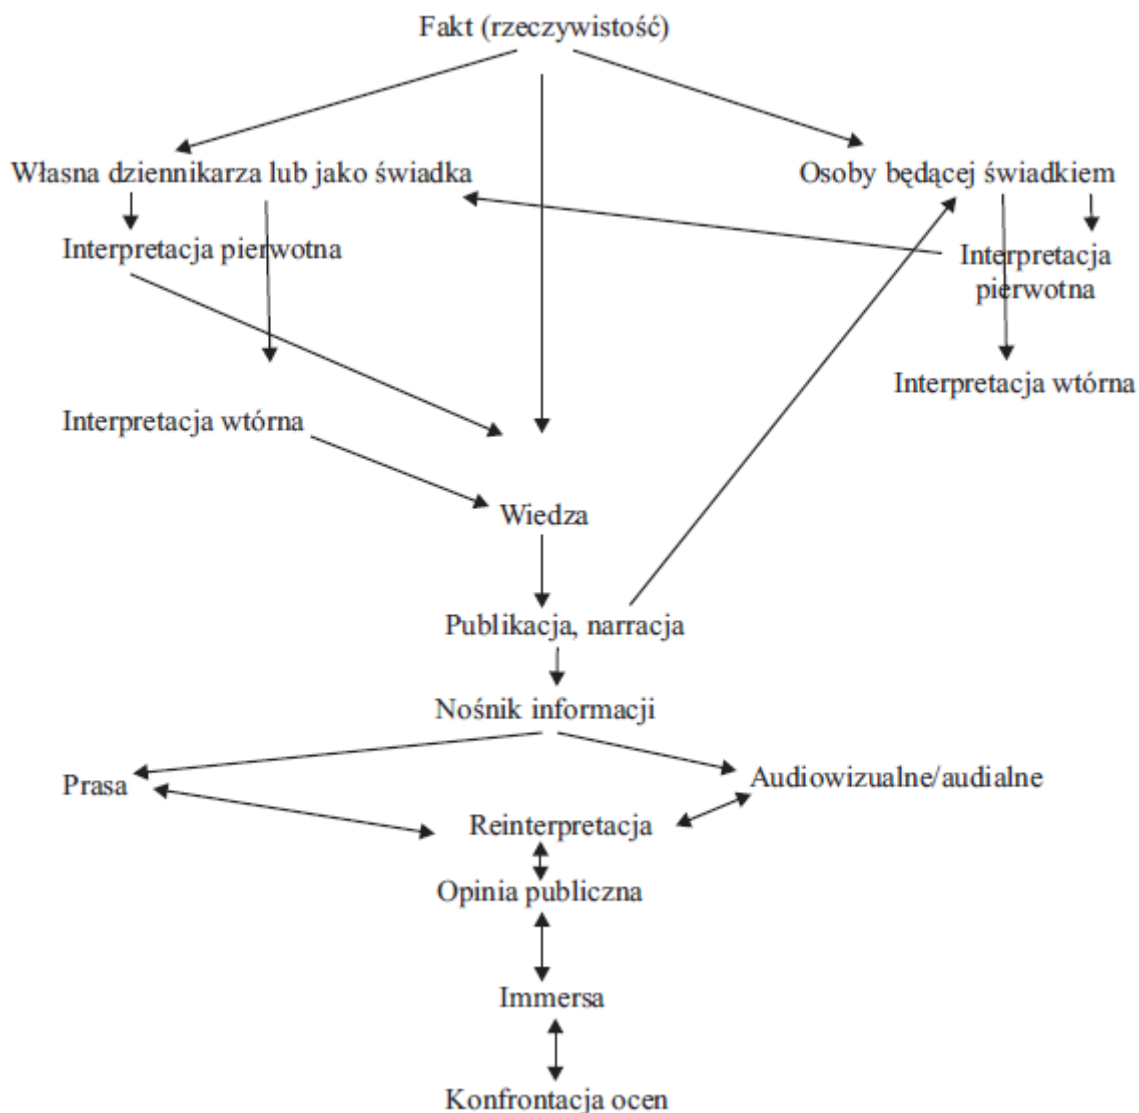 Fakt (rzeczywistość)
Własna dziennikarza lub jako świadka
Osoby będącej świadkiem
Interpretacja pierwotna
Interpretacja
pierwotna
Interpretacja wtórna
Interpretacja wtórna
Wiedza
Publikacja, narracja
Nośnik informacji
Prasa
Audiowizualne/audialne
Reinterpretacja
Opinia publiczna
Immersa
Konfrontacja ocen